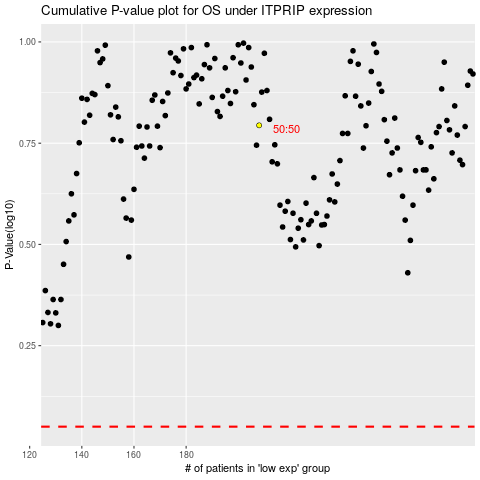 Cumulative P-value plot for OS under ITPRIP expression
1.00
0.75
0.50
0.25
P-Value(log10)
50:50
120 140 160 180
# of patients in 'low exp' group